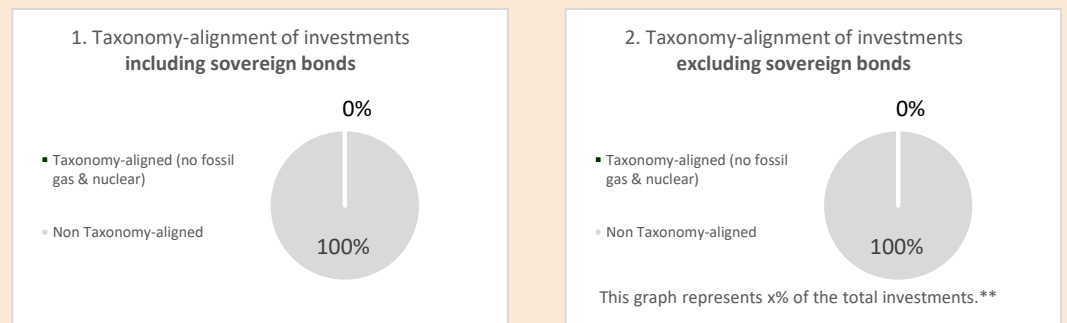 1. Taxonomy-alignment of investments
including sovereign bonds
0%
Taxonomy-aligned (no fossil
gas & nuclear)
Non Taxonomy-aligned
100%
2. Taxonomy-alignment of investments
excluding sovereign bonds
0%
Taxonomy-aligned (no fossil
gas & nuclear)
Non Taxonomy-aligned
100%
This graph represents x% of the total investments.**